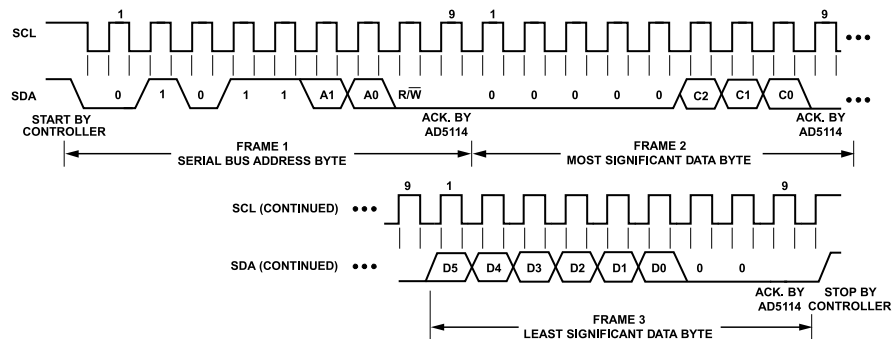 1 9 1 9
SCL
SDA 0 1 0 1 1 A1 A0 R/W̅ 0 0 0 0 0 C2 C1 C0
START BY
CONTROLLER
ACK. BY
AD5114
ACK. BY
AD5114
FRAME 1
SERIAL BUS ADDRESS BYTE
FRAME 2
MOST SIGNIFICANT DATA BYTE
9 1 9
SCL (CONTINUED)
SDA (CONTINUED) D5 D4 D3 D2 D1 D0 0 0
ACK. BY
AD5114
STOP BY
CONTROLLER
FRAME 3
LEAST SIGNIFICANT DATA BYTE